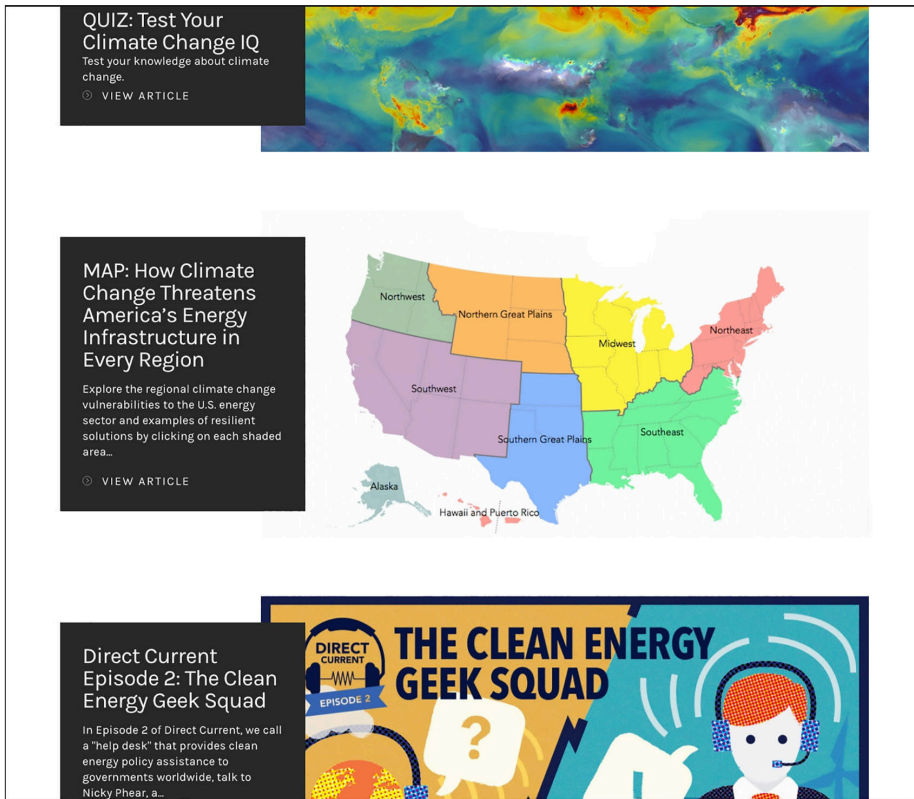 QUIZ: Test Your
Climate Change IQ
Test your knowledge about climate
change.
VIEW ARTICLE
MAP: How Climate
Change Threatens
America’s Energy
Infrastructure in
Every Region
Explore the regional climate change
vulnerabilities to the U.S. energy
sector and examples of resilient
solutions by clicking on each shaded
area...
VIEW ARTICLE
Northwest
Northern Great Plains
Midwest
Northeast
Southwest
Southern Great Plains
Southeast
Alaska
Hawaii and Puerto Rico
Direct Current
Episode 2: The Clean
Energy Geek Squad
In Episode 2 of Direct Current, we call
a "help desk" that provides clean
energy policy assistance to
governments worldwide, talk to
Nicky Phear, a...
DIRECT
CURRENT
EPISODE 2
THE CLEAN ENERGY
GEEK SQUAD
?